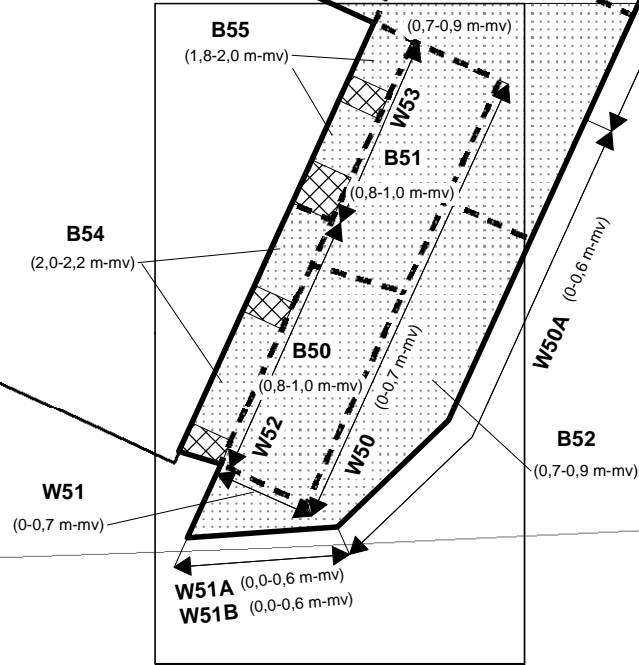 B55
(1,8-2,0 m-mv)
(0,7-0,9 m-mv)
W53
B51
(0,8-1,0 m-mv)
B54
(2,0-2,2 m-mv)
W50A (0-0,6 m-mv)
B50
(0,8-1,0 m-mv)
W52
W50 (0-0,7 m-mv)
B52
(0,7-0,9 m-mv)
W51
(0-0,7 m-mv)
W51A (0,0-0,6 m-mv)
W51B (0,0-0,6 m-mv)